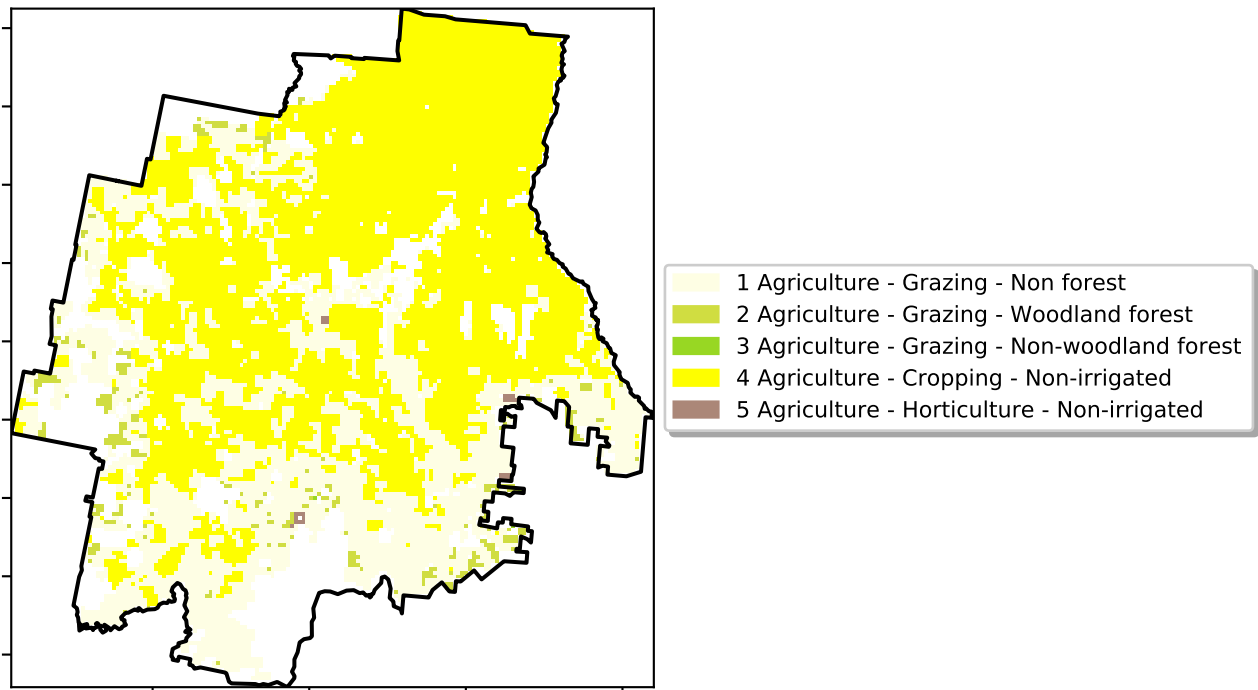 1 Agriculture - Grazing - Non forest
2 Agriculture - Grazing - Woodland forest
3 Agriculture - Grazing - Non-woodland forest
4 Agriculture - Cropping - Non-irrigated
5 Agriculture - Horticulture - Non-irrigated